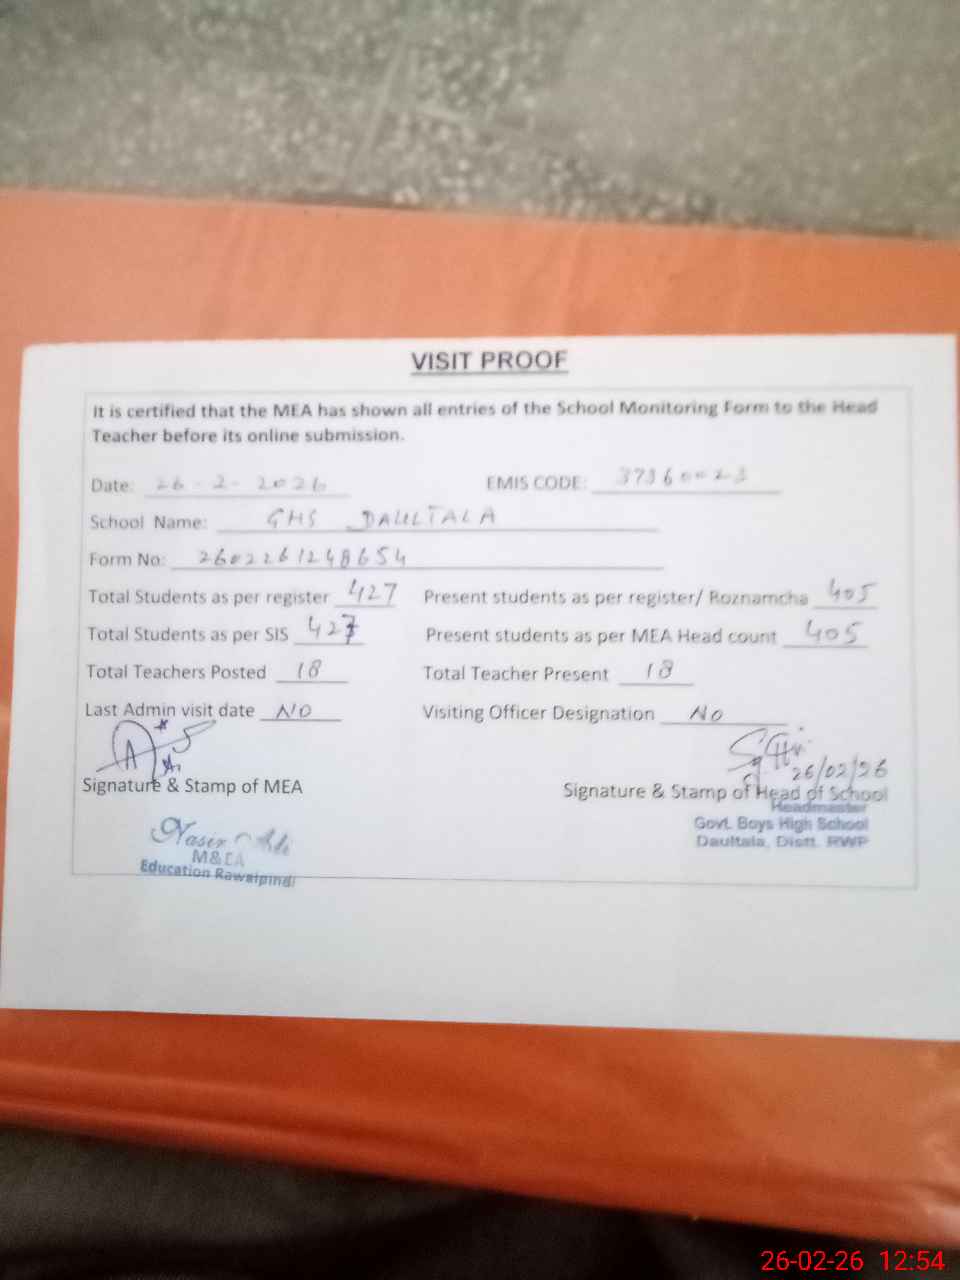 VISIT PROOF
It is certified that the MEA has shown all entries of the School Monitoring Form to the Head
Teacher before its online submission.
Date: 26-2-2026 EMIS CODE: 37360023
School Name: GHS DAULTALA
Form No: 2602261248654
Total Students as per register 427 Present students as per register/ Roznamcha 405
Total Students as per SIS 427 Present students as per MEA Head count 405
Total Teachers Posted 18 Total Teacher Present 18
Last Admin visit date NO Visiting Officer Designation No
26/02/26
Signature & Stamp of MEA Signature & Stamp of Head of School
Headmaster
Govt. Boys High School
Daultala, Distt. RWP
Nasir Ali
M&EA
Education Rawalpindi
26-02-26 12:54